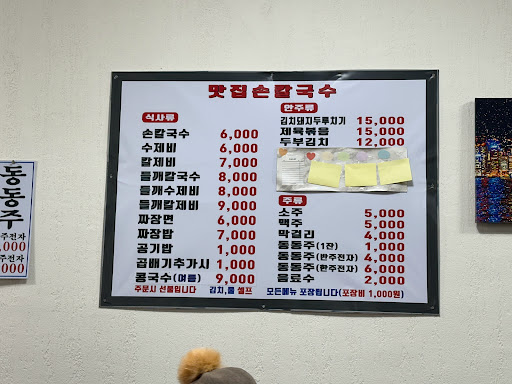 맛집손칼국수
식사류
손칼국수 6,000
수제비 6,000
칼제비 7,000
들깨칼국수 8,000
들깨수제비 8,000
들깨칼제비 9,000
짜장면 6,000
짜장밥 7,000
공기밥 1,000
곱배기추가시 1,000
콩국수(여름) 9,000
주문시 선불입니다 김치,물 셀프 모든메뉴 포장됩니다(포장비 1,000원)
안주류
김치돼지두루치기 15,000
제육볶음 15,000
두부김치 12,000
주류
소주 5,000
맥주 5,000
막걸리 4,000
동동주(1잔) 1,000
동동주(반주전자) 4,000
동동주(한주전자) 6,000
음료수 2,000
동동주
주전자
,000
주전자
,000